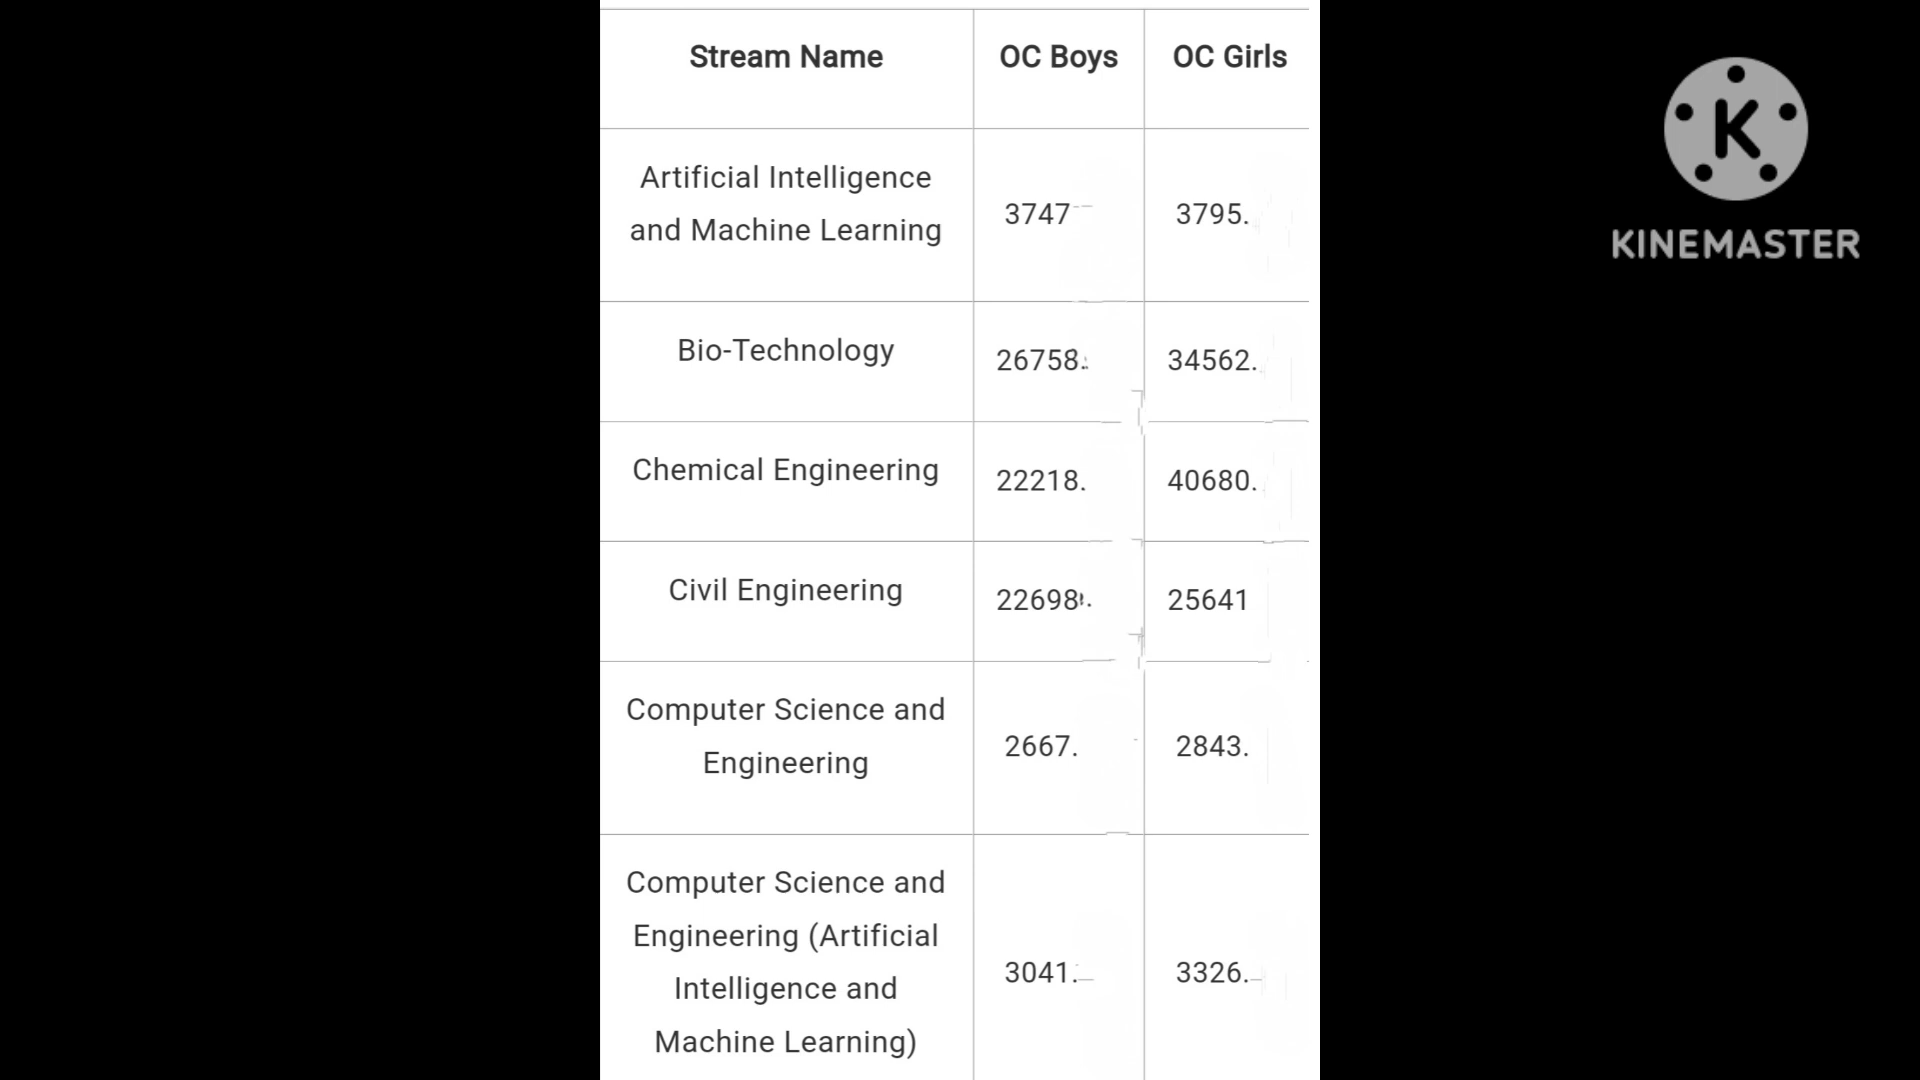 Stream Name OC Boys OC Girls
Artificial Intelligence
and Machine Learning
3747 3795.
Bio-Technology 26758. 34562.
Chemical Engineering 22218. 40680.
Civil Engineering 22698. 25641
Computer Science and
Engineering
2667. 2843.
Computer Science and
Engineering (Artificial
Intelligence and
Machine Learning)
3041. 3326.
K
KINEMASTER